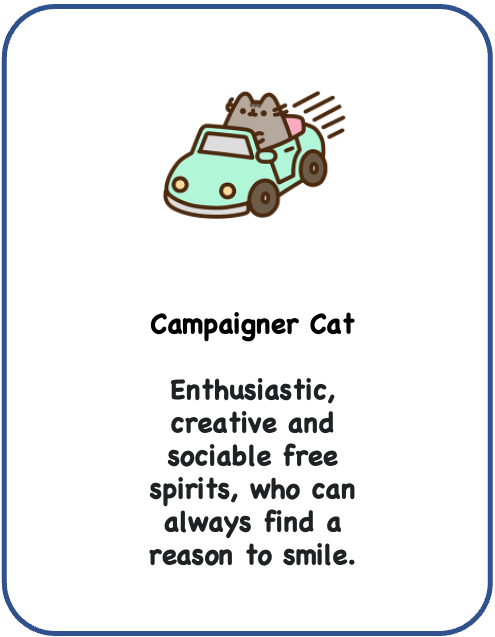 Campaigner Cat
Enthusiastic,
creative and
sociable free
spirits, who can
always find a
reason to smile.